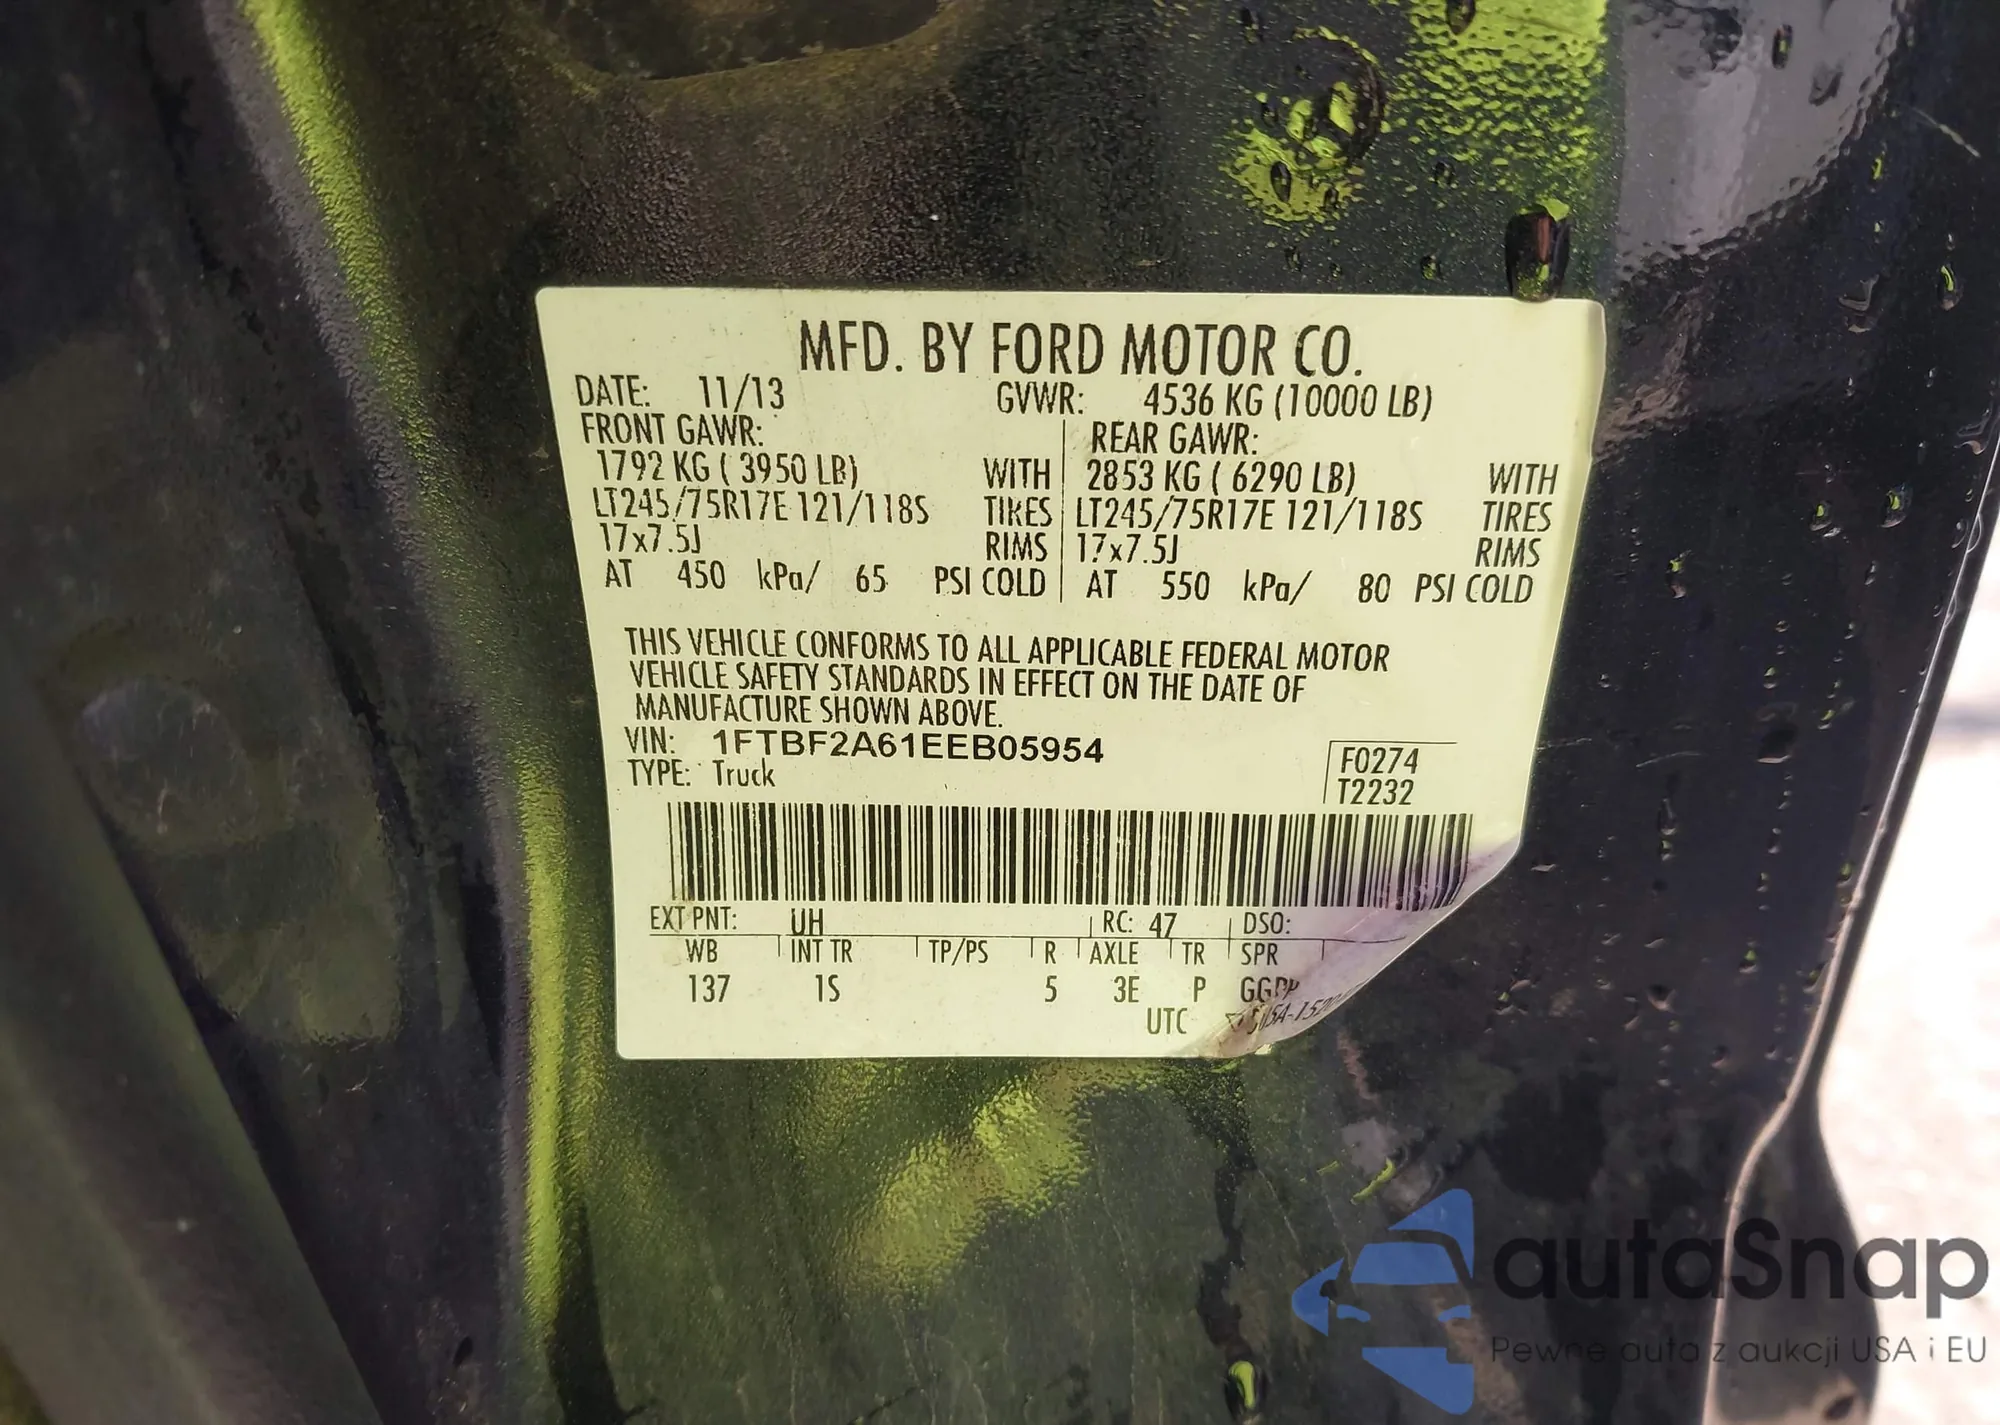 MFD. BY FORD MOTOR CO.
DATE: 11/13 GVWR: 4536 KG (10000 LB)
FRONT GAWR: REAR GAWR:
1792 KG ( 3950 LB) WITH 2853 KG ( 6290 LB) WITH
LT245/75R17E 121/118S TIRES LT245/75R17E 121/118S TIRES
17x7.5J RIMS 17x7.5J RIMS
AT 450 kPa/ 65 PSI COLD AT 550 kPa/ 80 PSI COLD
THIS VEHICLE CONFORMS TO ALL APPLICABLE FEDERAL MOTOR
VEHICLE SAFETY STANDARDS IN EFFECT ON THE DATE OF
MANUFACTURE SHOWN ABOVE.
VIN: 1FTBF2A61EEB05954
TYPE: Truck
F0274
T2232
EXT PNT: UH RC: 47 DSO:
WB INT TR TP/PS R AXLE TR SPR
137 1S 5 3E P
UTC
autaSnap
Pewne auta z aukcji USA i EU